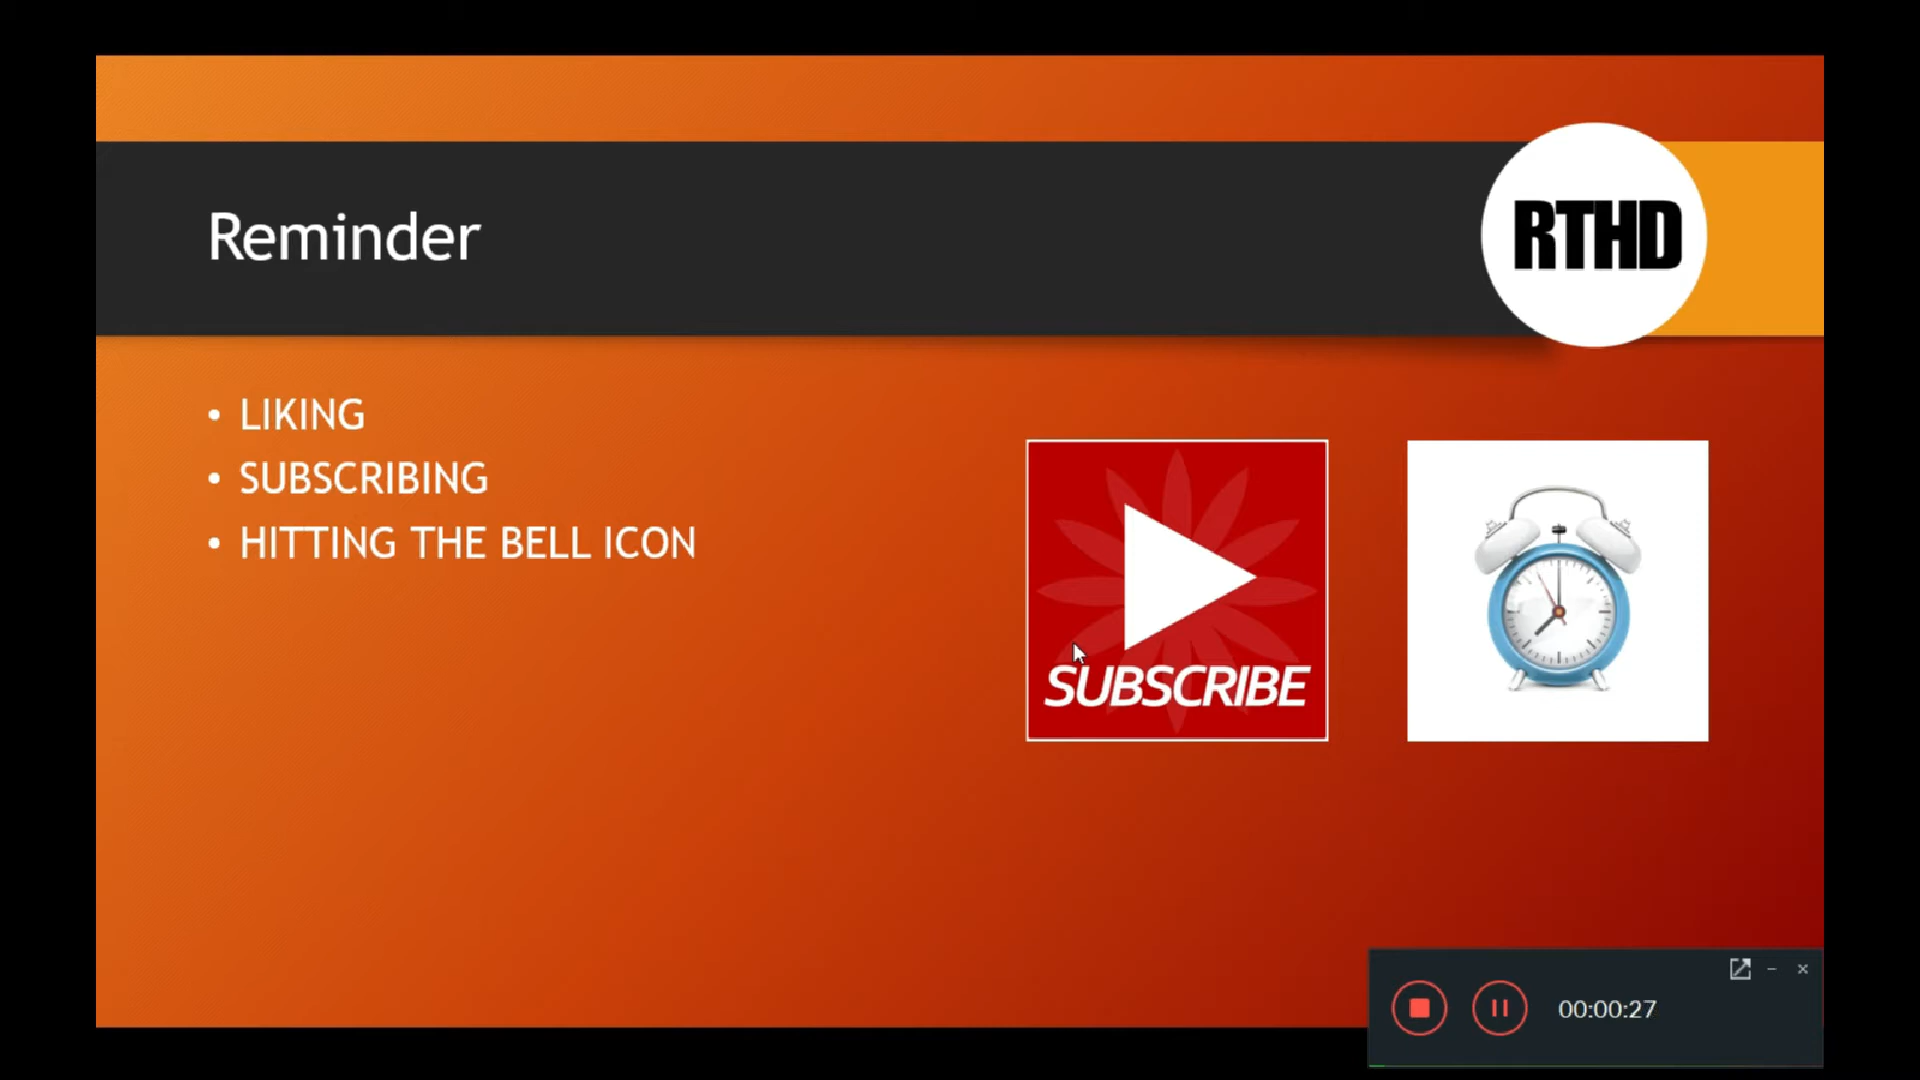 Reminder
RTHD
• LIKING
• SUBSCRIBING
• HITTING THE BELL ICON
SUBSCRIBE
00:00:27